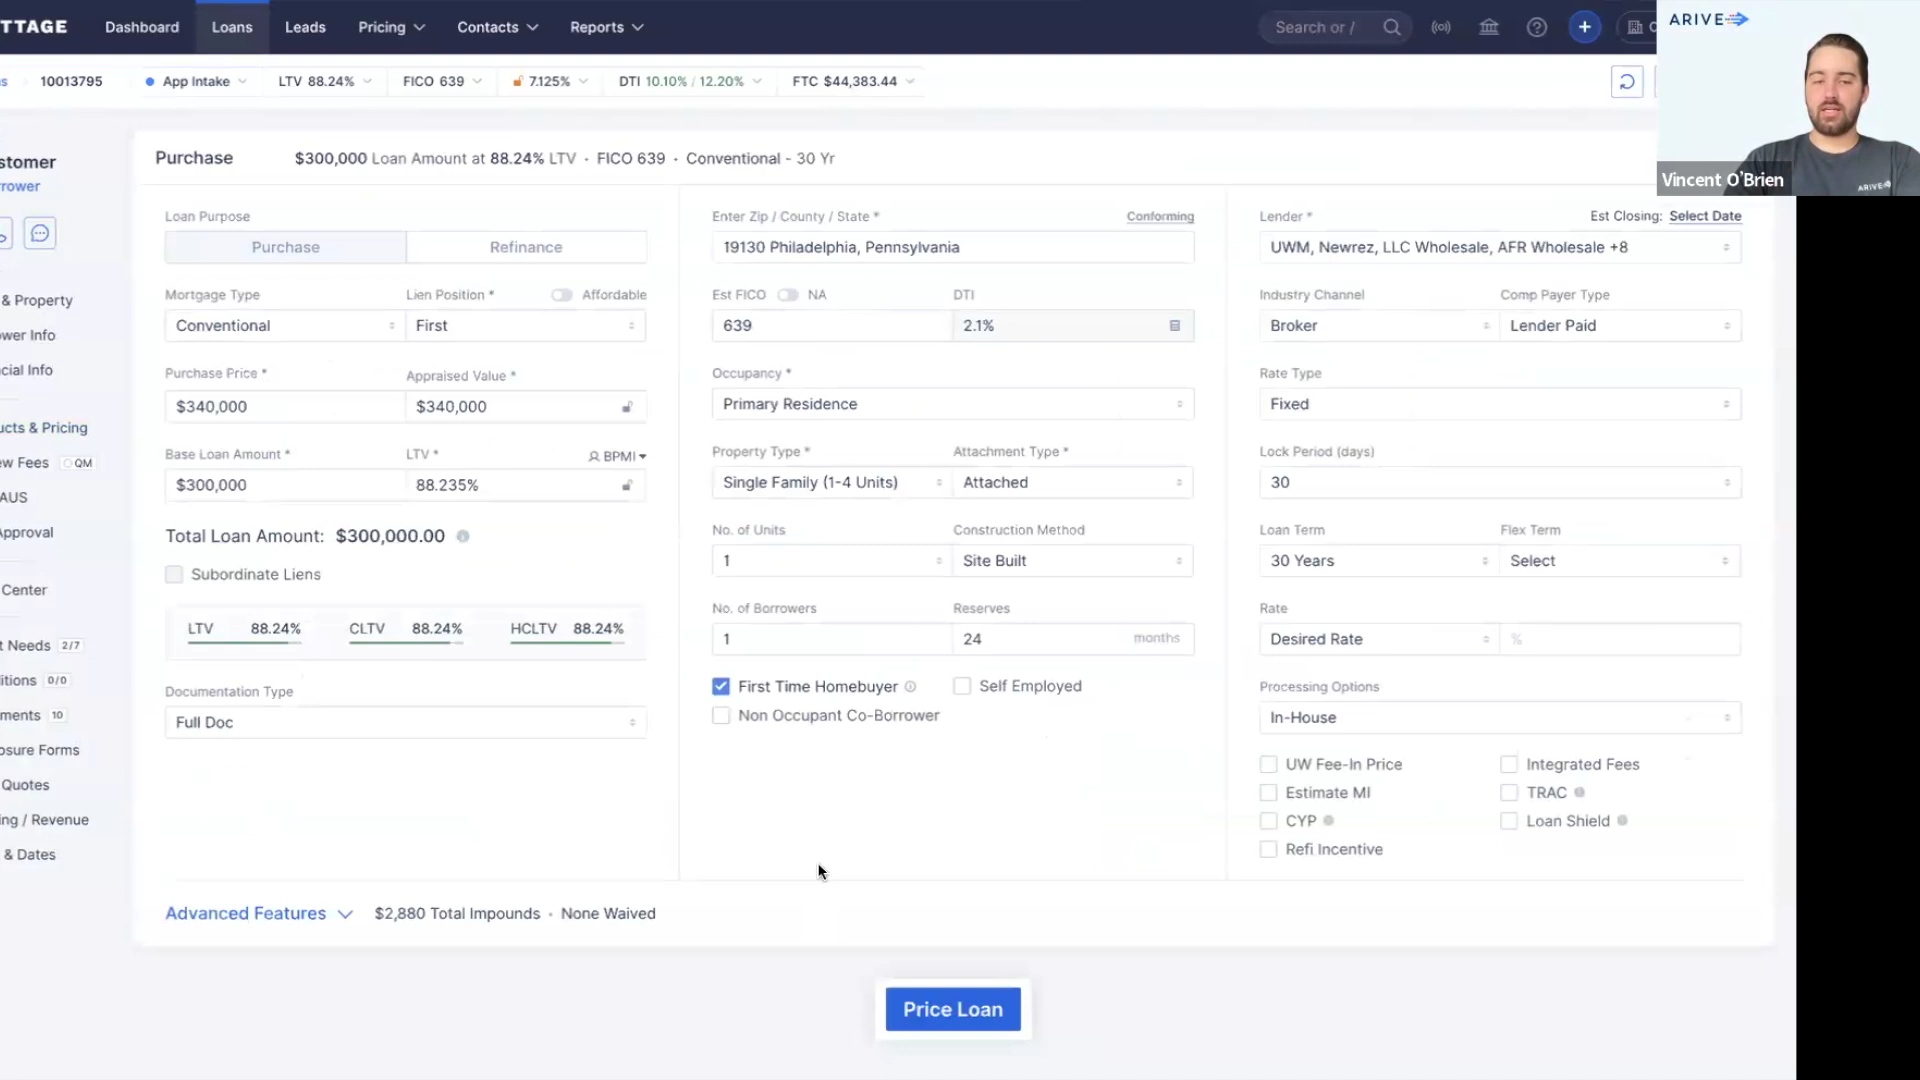 TTAGE Dashboard Loans Leads Pricing Contacts Reports Search or / ? + C
ARIVE
s 10013795 App Intake LTV 88.24% FICO 639 7.125% DTI 10.10% / 12.20% FTC $44,383.44
Vincent O'Brien
ARIVE
stomer
rower
& Property
ower Info
cial Info
ucts & Pricing
ew Fees QM
AUS
Approval
Center
t Needs 2/7
itions 0/0
ments 10
osure Forms
Quotes
ing / Revenue
& Dates
Purchase $300,000 Loan Amount at 88.24% LTV · FICO 639 · Conventional - 30 Yr
Loan Purpose
Purchase Refinance
Mortgage Type Lien Position * Affordable
Conventional First
Purchase Price * Appraised Value *
$340,000 $340,000
Base Loan Amount * LTV * BPMI
$300,000 88.235%
Total Loan Amount: $300,000.00
Subordinate Liens
LTV 88.24% CLTV 88.24% HCLTV 88.24%
Documentation Type
Full Doc
Enter Zip / County / State * Conforming
19130 Philadelphia, Pennsylvania
Est FICO NA DTI
639 2.1%
Occupancy *
Primary Residence
Property Type * Attachment Type *
Single Family (1-4 Units) Attached
No. of Units Construction Method
1 Site Built
No. of Borrowers Reserves
1 24 months
First Time Homebuyer Self Employed
Non Occupant Co-Borrower
Lender * Est Closing: Select Date
UWM, Newrez, LLC Wholesale, AFR Wholesale +8
Industry Channel Comp Payer Type
Broker Lender Paid
Rate Type
Fixed
Lock Period (days)
30
Loan Term Flex Term
30 Years Select
Rate
Desired Rate %
Processing Options
In-House
UW Fee-In Price Integrated Fees
Estimate MI TRAC
CYP Loan Shield
Refi Incentive
Advanced Features $2,880 Total Impounds · None Waived
Price Loan